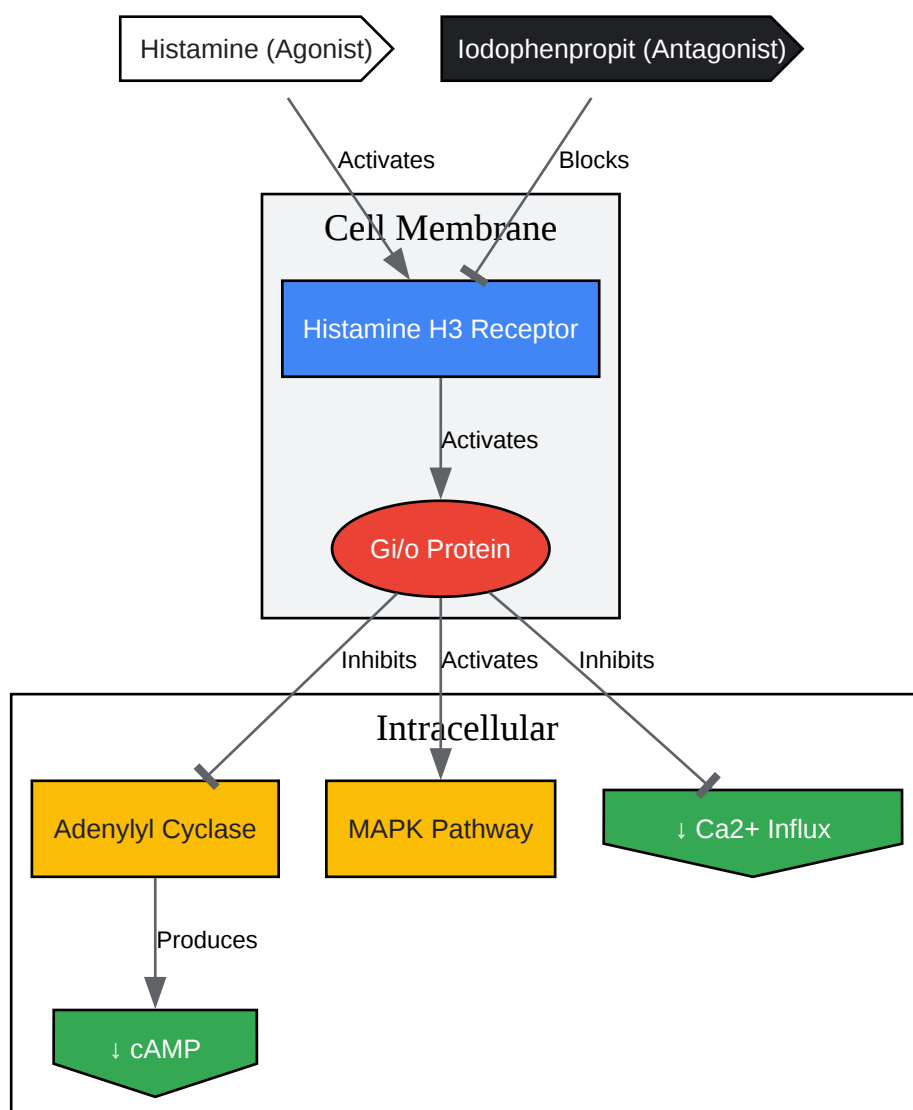 Histamine (Agonist)
Iodophenpropit (Antagonist)
Activates
Blocks
Cell Membrane
Histamine H3 Receptor
Activates
Gi/o Protein
Inhibits
Activates
Inhibits
Intracellular
Adenylyl Cyclase
MAPK Pathway
↓ Ca2+ Influx
Produces
↓ cAMP